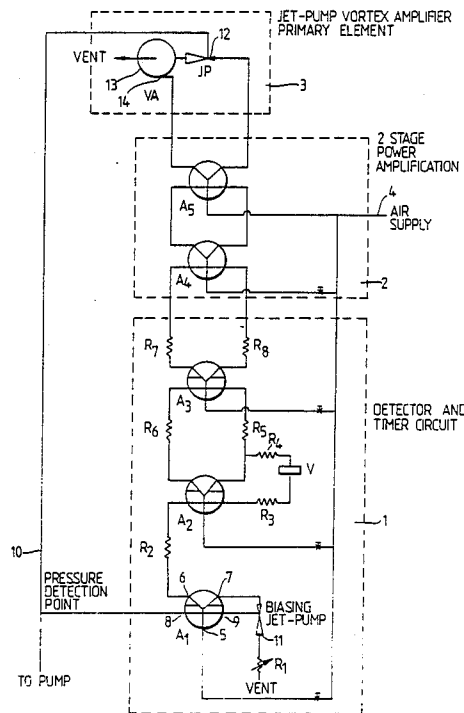 JET-PUMP VORTEX AMPLIFIER
PRIMARY ELEMENT
VENT
12
JP
13
14
VA
3
2 STAGE
POWER
AMPLIFICATION
4
A5
AIR
SUPPLY
A4
2
R7
R8
A3
DETECTOR AND
TIMER CIRCUIT
R6
R5
R4
V
A2
R3
1
R2
10
PRESSURE
DETECTION
POINT
6
7
BIASING
JET-PUMP
8
9
A1
5
11
R1
TO PUMP
VENT